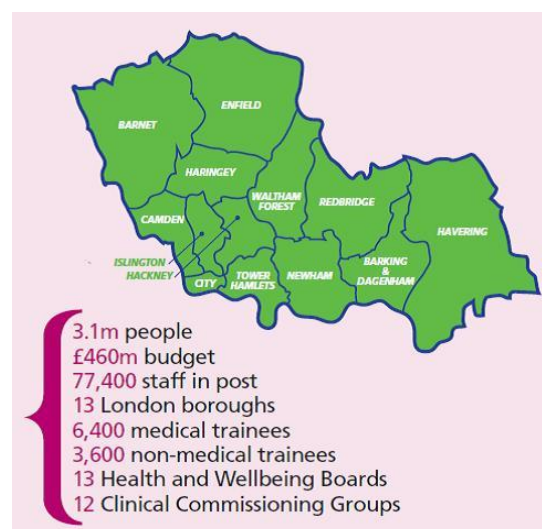 ENFIELD
BARNET
HARINGEY
WALTHAM
FOREST
REDBRIDGE
CAMDEN
HAVERING
ISLINGTON
HACKNEY
CITY
TOWER
HAMLETS
NEWHAM
BARKING
&
DAGENHAM
3.1m people
£460m budget
77,400 staff in post
13 London boroughs
6,400 medical trainees
3,600 non-medical trainees
13 Health and Wellbeing Boards
12 Clinical Commissioning Groups